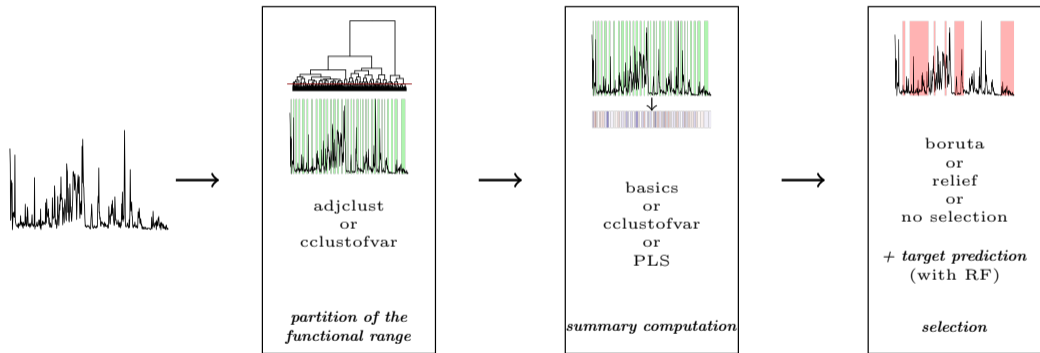 adjclust
or
cclustofvar
partition of the
functional range
basics
or
cclustofvar
or
PLS
summary computation
boruta
or
relief
or
no selection
+ target prediction
(with RF)
selection